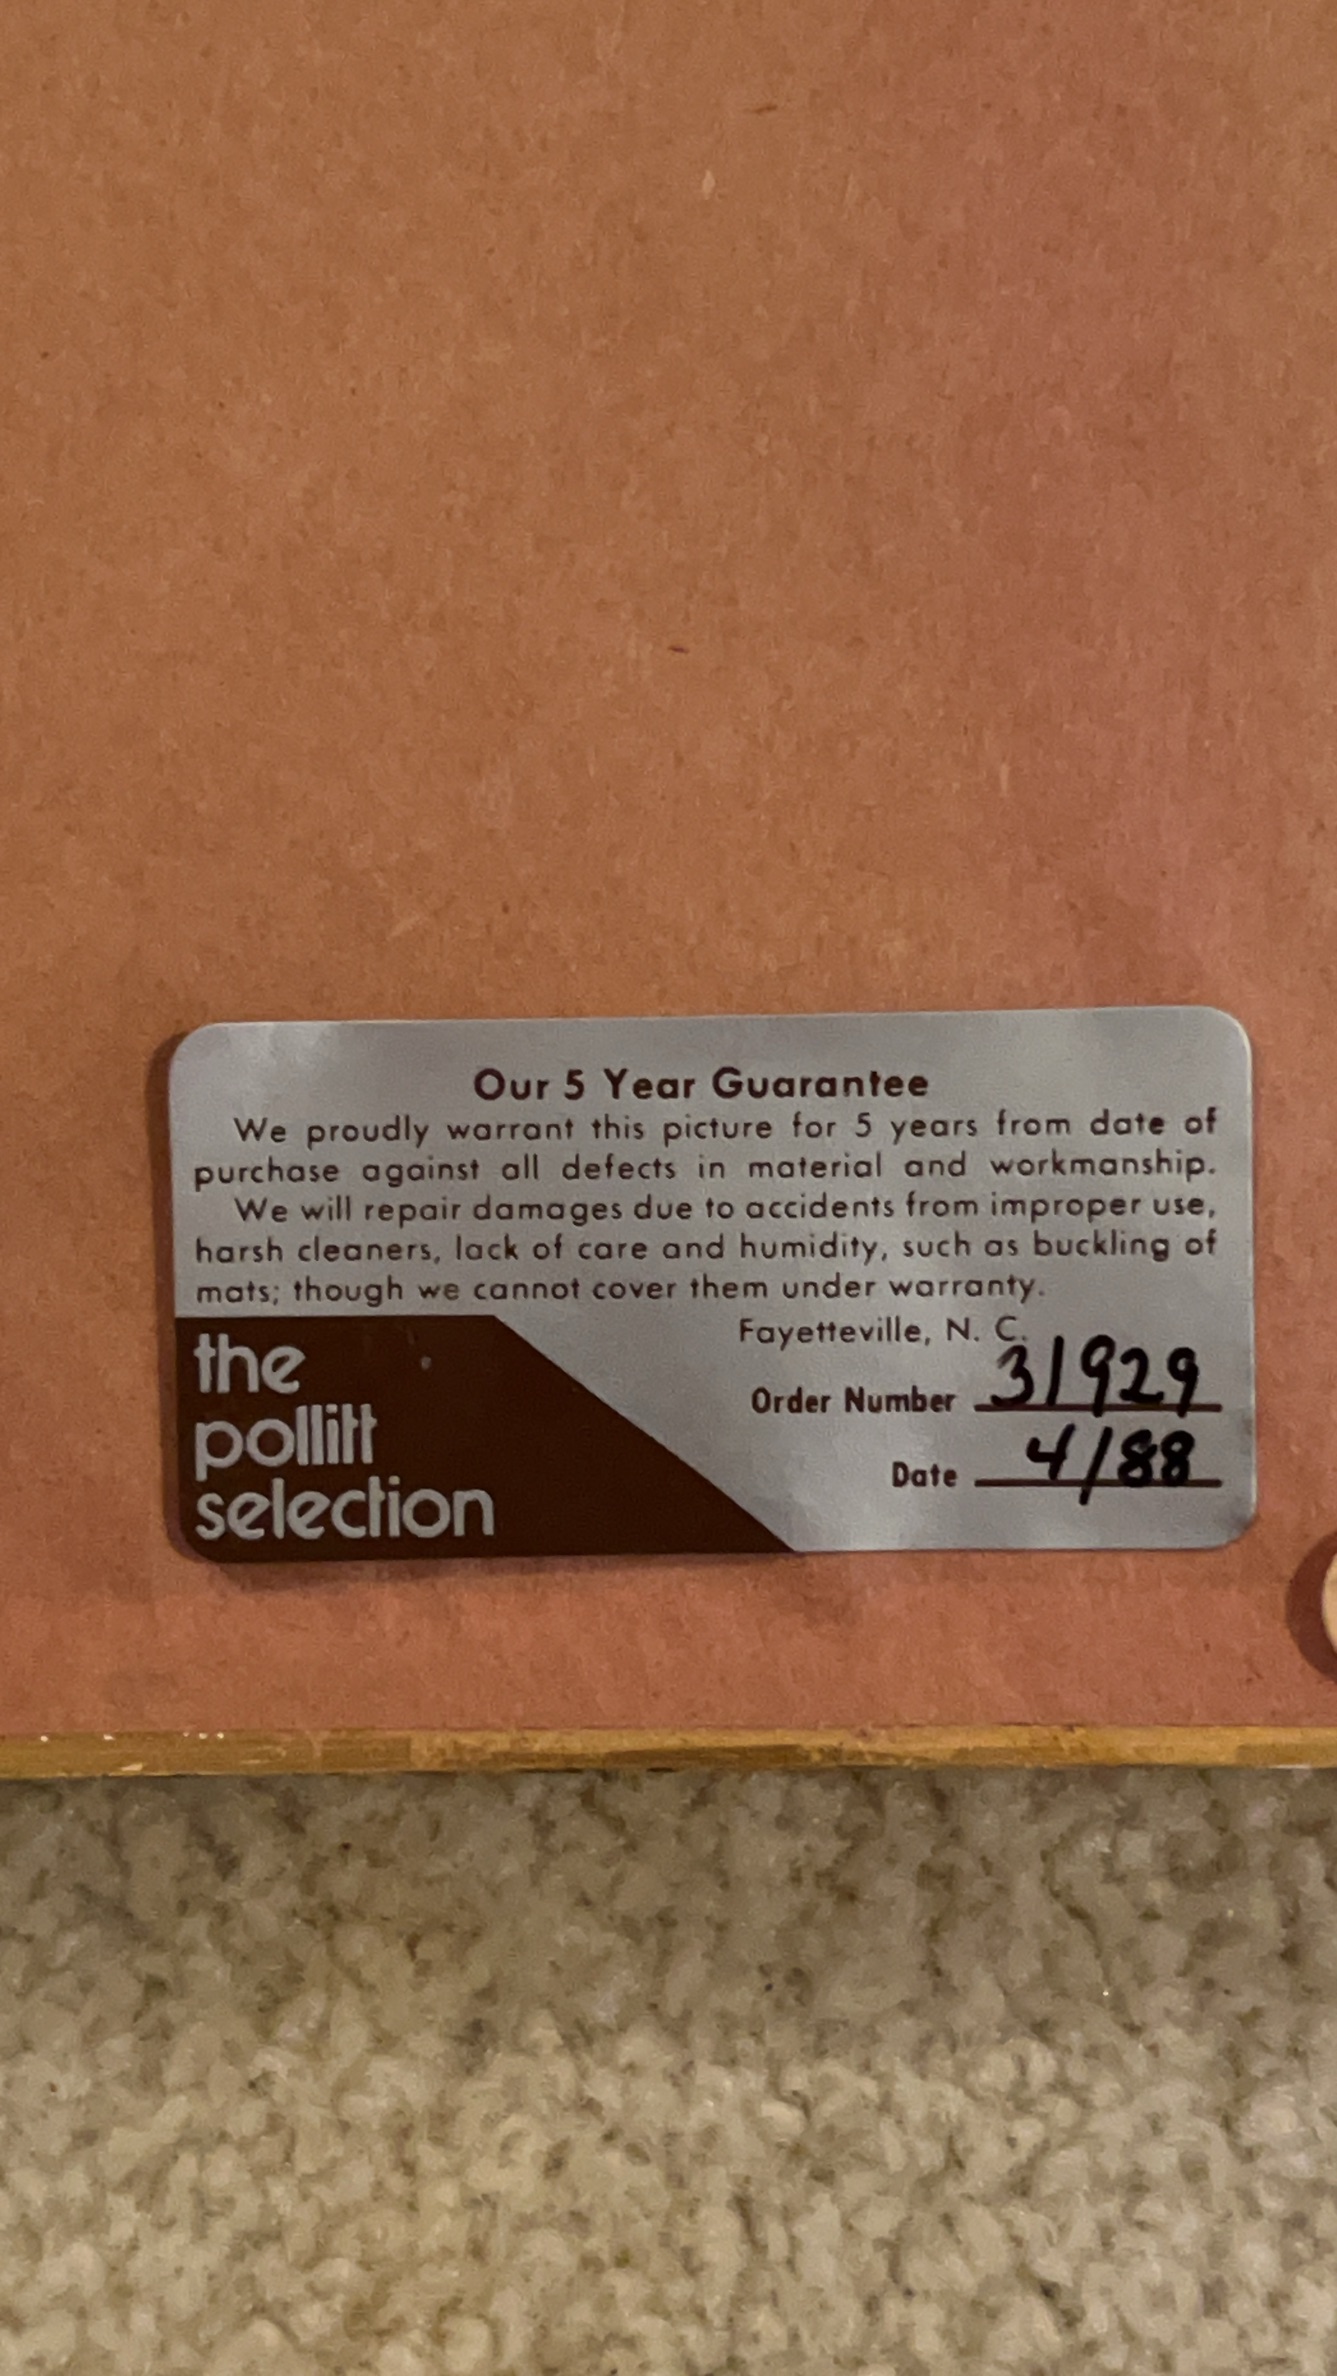 Our 5 Year Guarantee
We proudly warrant this picture for 5 years from date of
purchase against all defects in material and workmanship.
We will repair damages due to accidents from improper use,
harsh cleaners, lack of care and humidity, such as buckling of
mats; though we cannot cover them under warranty.
Fayetteville, N. C.
Order Number 31929
Date 4/88
the
pollitt
selection